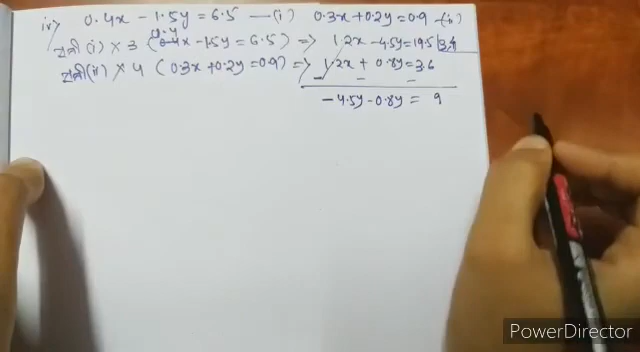 iv) 0.4x - 1.5y = 6.5 — (i) 0.3x + 0.2y = 0.9 - (ii)
(i) × 3 (0.4x - 1.5y = 6.5) => 1.2x - 4.5y = 19.5
(ii) × 4 (0.3x + 0.2y = 0.9) => 1.2x + 0.8y = 3.6
- - -
-4.5y - 0.8y = 9
PowerDirector